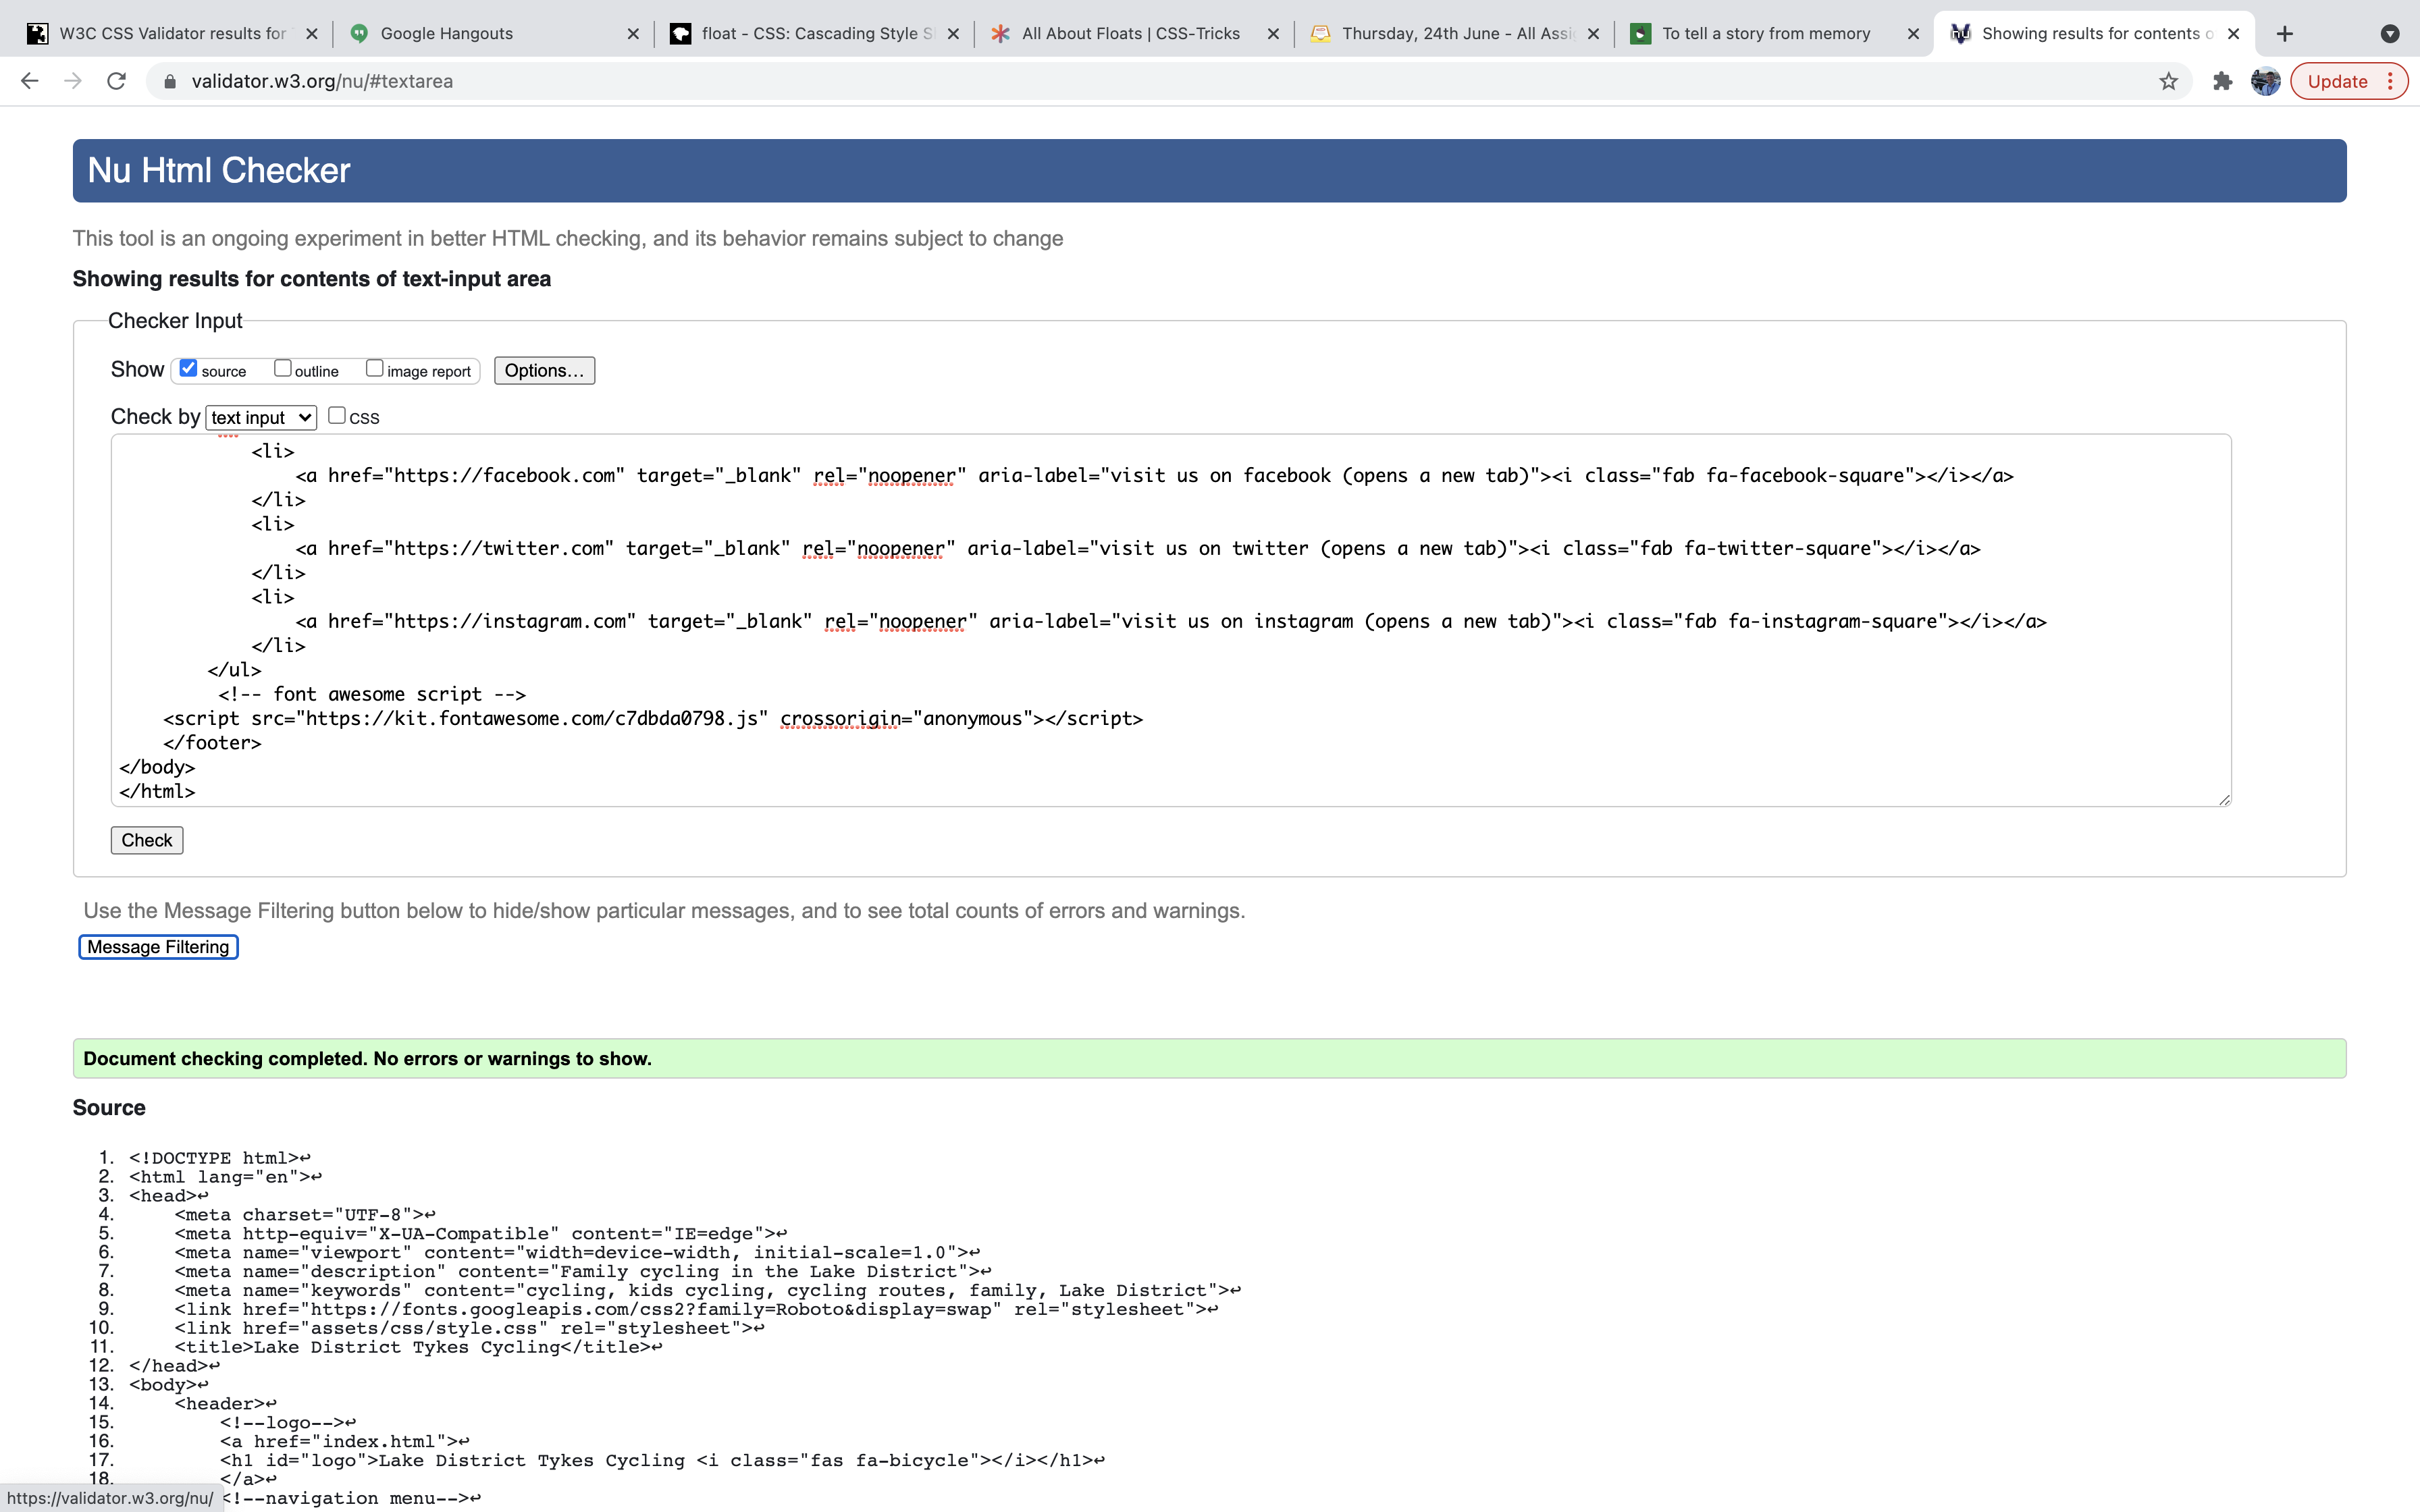 W3C CSS Validator results for
Google Hangouts
float - CSS: Cascading Style S
All About Floats | CSS-Tricks
Thursday, 24th June - All Assi
To tell a story from memory
Showing results for contents o
validator.w3.org/nu/#textarea
Update
Nu Html Checker
This tool is an ongoing experiment in better HTML checking, and its behavior remains subject to change
Showing results for contents of text-input area
Checker Input
Show source outline image report Options...
Check by text input CSS
<li>
<a href="https://facebook.com" target="_blank" rel="noopener" aria-label="visit us on facebook (opens a new tab)"><i class="fab fa-facebook-square"></i></a>
</li>
<li>
<a href="https://twitter.com" target="_blank" rel="noopener" aria-label="visit us on twitter (opens a new tab)"><i class="fab fa-twitter-square"></i></a>
</li>
<li>
<a href="https://instagram.com" target="_blank" rel="noopener" aria-label="visit us on instagram (opens a new tab)"><i class="fab fa-instagram-square"></i></a>
</li>
</ul>
<!-- font awesome script -->
<script src="https://kit.fontawesome.com/c7dbda0798.js" crossorigin="anonymous"></script>
</footer>
</body>
</html>
Check
Use the Message Filtering button below to hide/show particular messages, and to see total counts of errors and warnings.
Message Filtering
Document checking completed. No errors or warnings to show.
Source
1. <!DOCTYPE html>↩
2. <html lang="en">↩
3. <head>↩
4. <meta charset="UTF-8">↩
5. <meta http-equiv="X-UA-Compatible" content="IE=edge">↩
6. <meta name="viewport" content="width=device-width, initial-scale=1.0">↩
7. <meta name="description" content="Family cycling in the Lake District">↩
8. <meta name="keywords" content="cycling, kids cycling, cycling routes, family, Lake District">↩
9. <link href="https://fonts.googleapis.com/css2?family=Roboto&display=swap" rel="stylesheet">↩
10. <link href="assets/css/style.css" rel="stylesheet">↩
11. <title>Lake District Tykes Cycling</title>↩
12. </head>↩
13. <body>↩
14. <header>↩
15. <!--logo-->↩
16. <a href="index.html">↩
17. <h1 id="logo">Lake District Tykes Cycling <i class="fas fa-bicycle"></i></h1>↩
18. </a>↩
<!--navigation menu-->↩
https://validator.w3.org/nu/